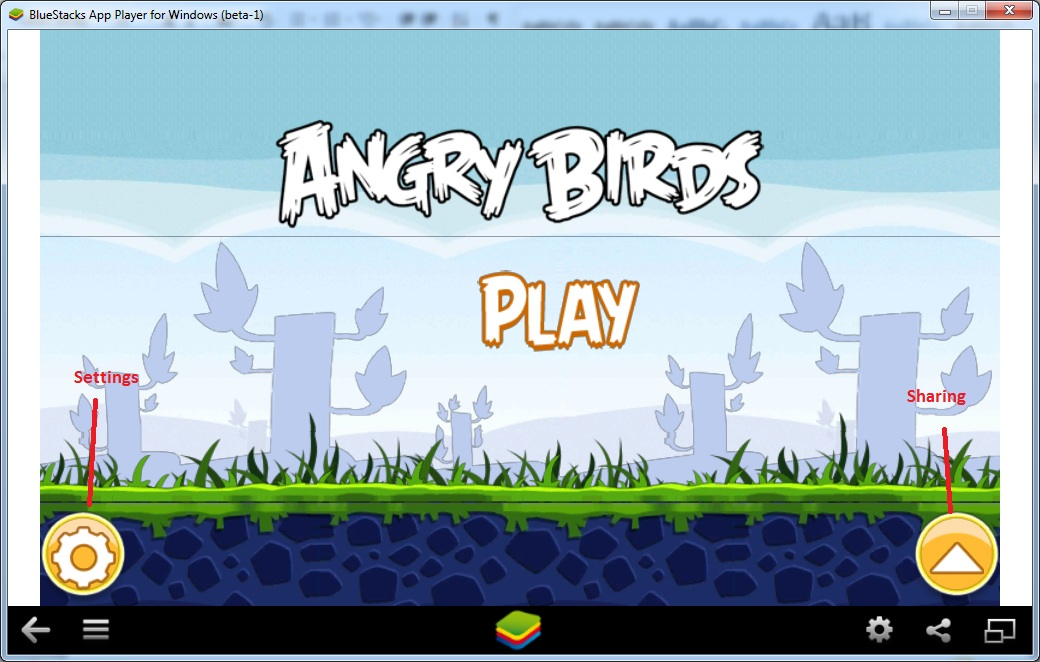 BlueStacks App Player for Windows (beta-1)
ANGRY BIRDS
PLAY
Settings
Sharing